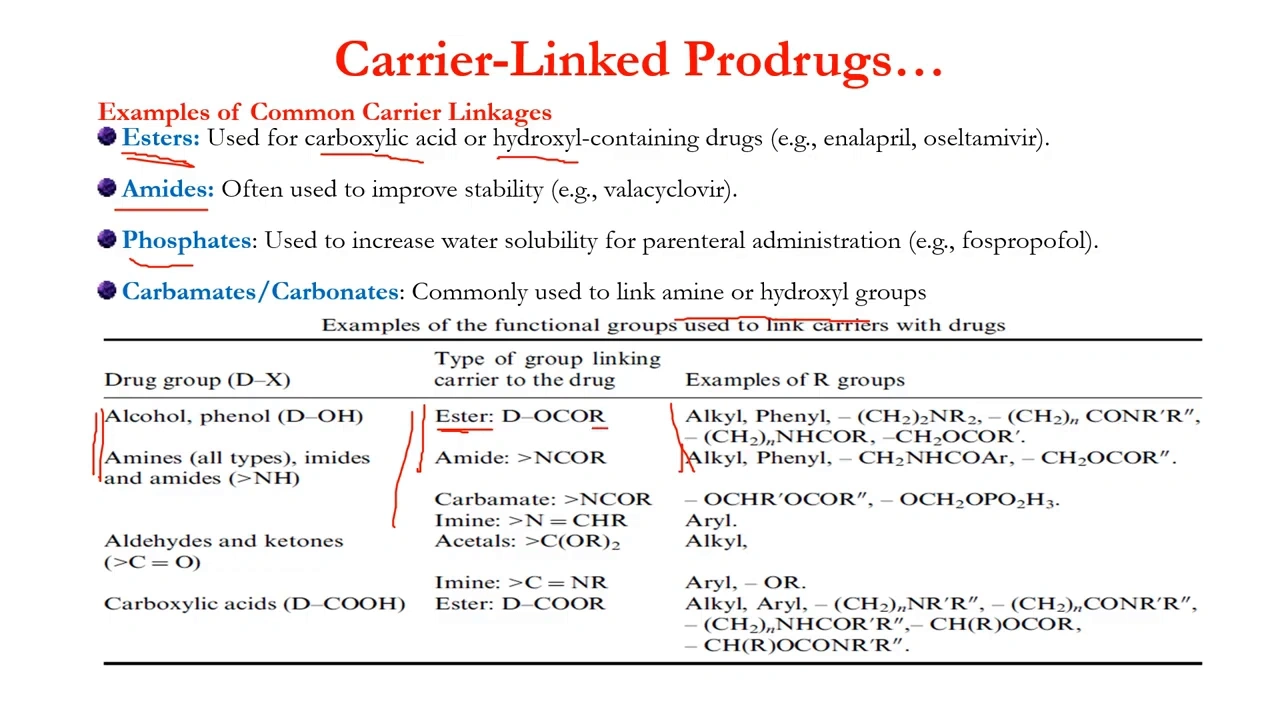 Carrier-Linked Prodrugs…
Examples of Common Carrier Linkages
Esters: Used for carboxylic acid or hydroxyl-containing drugs (e.g., enalapril, oseltamivir).
Amides: Often used to improve stability (e.g., valacyclovir).
Phosphates: Used to increase water solubility for parenteral administration (e.g., fospropofol).
Carbamates/Carbonates: Commonly used to link amine or hydroxyl groups
Examples of the functional groups used to link carriers with drugs
Drug group (D–X) Type of group linking carrier to the drug Examples of R groups
Alcohol, phenol (D–OH) Ester: D–OCOR Alkyl, Phenyl, – (CH₂)₂NR₂, – (CH₂)ₙ CONR′R″,
– (CH₂)ₙNHCOR, –CH₂OCOR′.
Amines (all types), imides Amide: >NCOR Alkyl, Phenyl, – CH₂NHCOAr, – CH₂OCOR″.
and amides (>NH)
Carbamate: >NCOR – OCHR′OCOR″, – OCH₂OPO₂H₃.
Imine: >N = CHR Aryl.
Aldehydes and ketones Acetals: >C(OR)₂ Alkyl,
(>C = O)
Imine: >C = NR Aryl, – OR.
Carboxylic acids (D–COOH) Ester: D–COOR Alkyl, Aryl, – (CH₂)ₙNR′R″, – (CH₂)ₙCONR′R″,
– (CH₂)ₙNHCOR′R″,– CH(R)OCOR,
– CH(R)OCONR′R″.